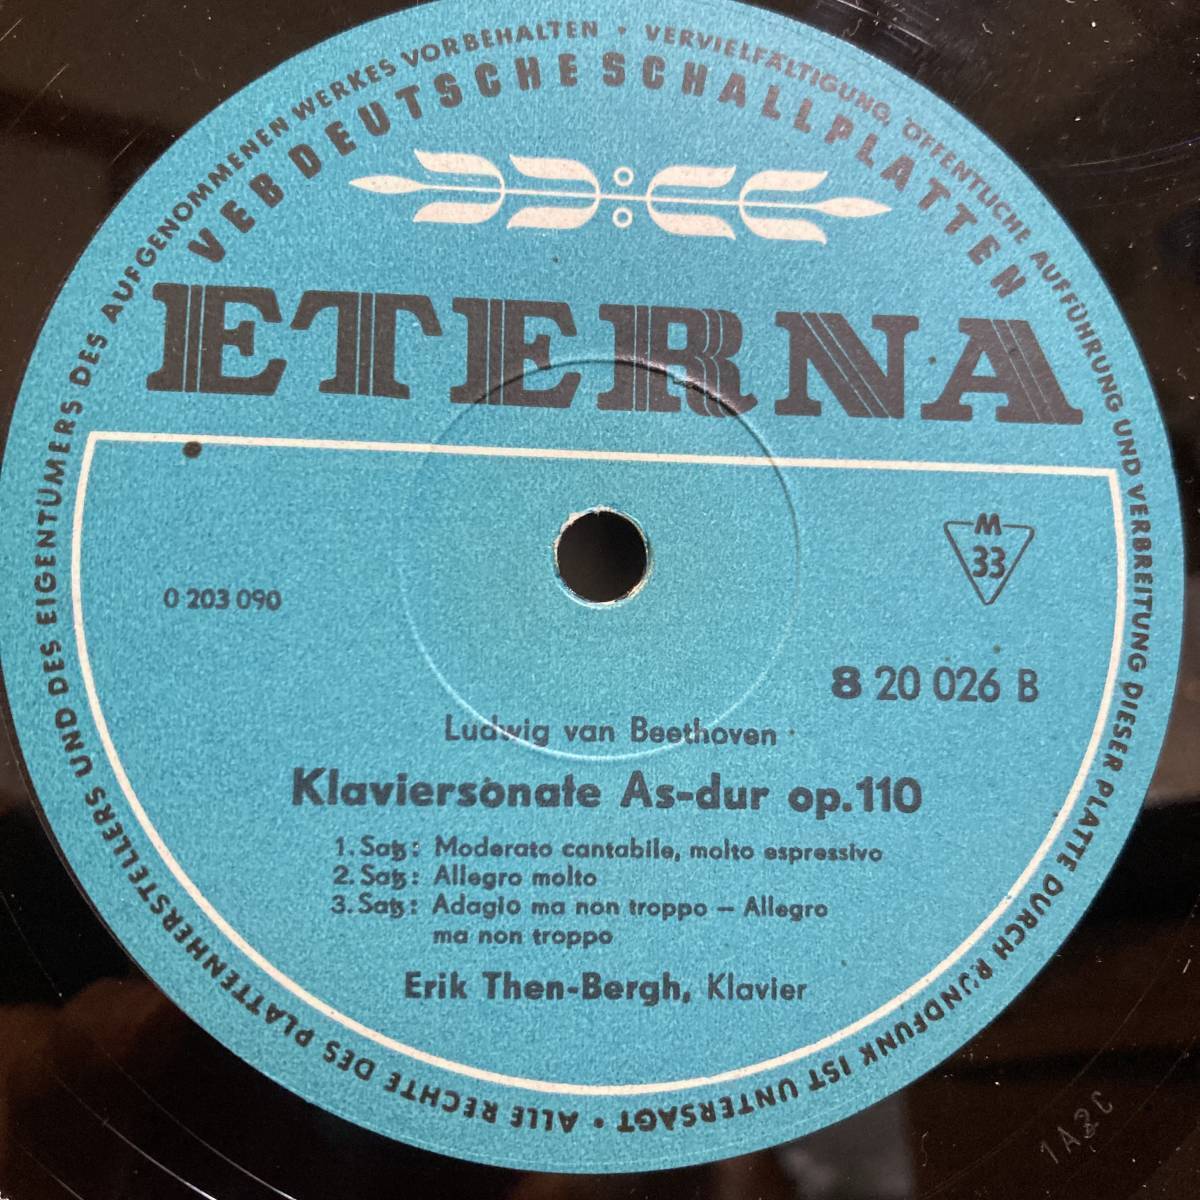 ALLE RECHTE DES PLATTENHERSTELLERS UND DES EIGENTÜMERS DES AUFGENOMMENEN WERKES VORBEHALTEN • VERVIELFÄLTIGUNG, ÖFFENTLICHE AUFFÜHRUNG UND VERBREITUNG DIESER PLATTE DURCH RUNDFUNK IST UNTERSAGT •
VEB DEUTSCHE SCHALLPLATTEN
ETERNA
M
33
O 203 090
8 20 026 B
Ludwig van Beethoven
Klaviersonate As-dur op. 110
1. Satz: Moderato cantabile, molto espressivo
2. Satz: Allegro molto
3. Satz: Adagio ma non troppo – Allegro
ma non troppo
Erik Then-Bergh, Klavier